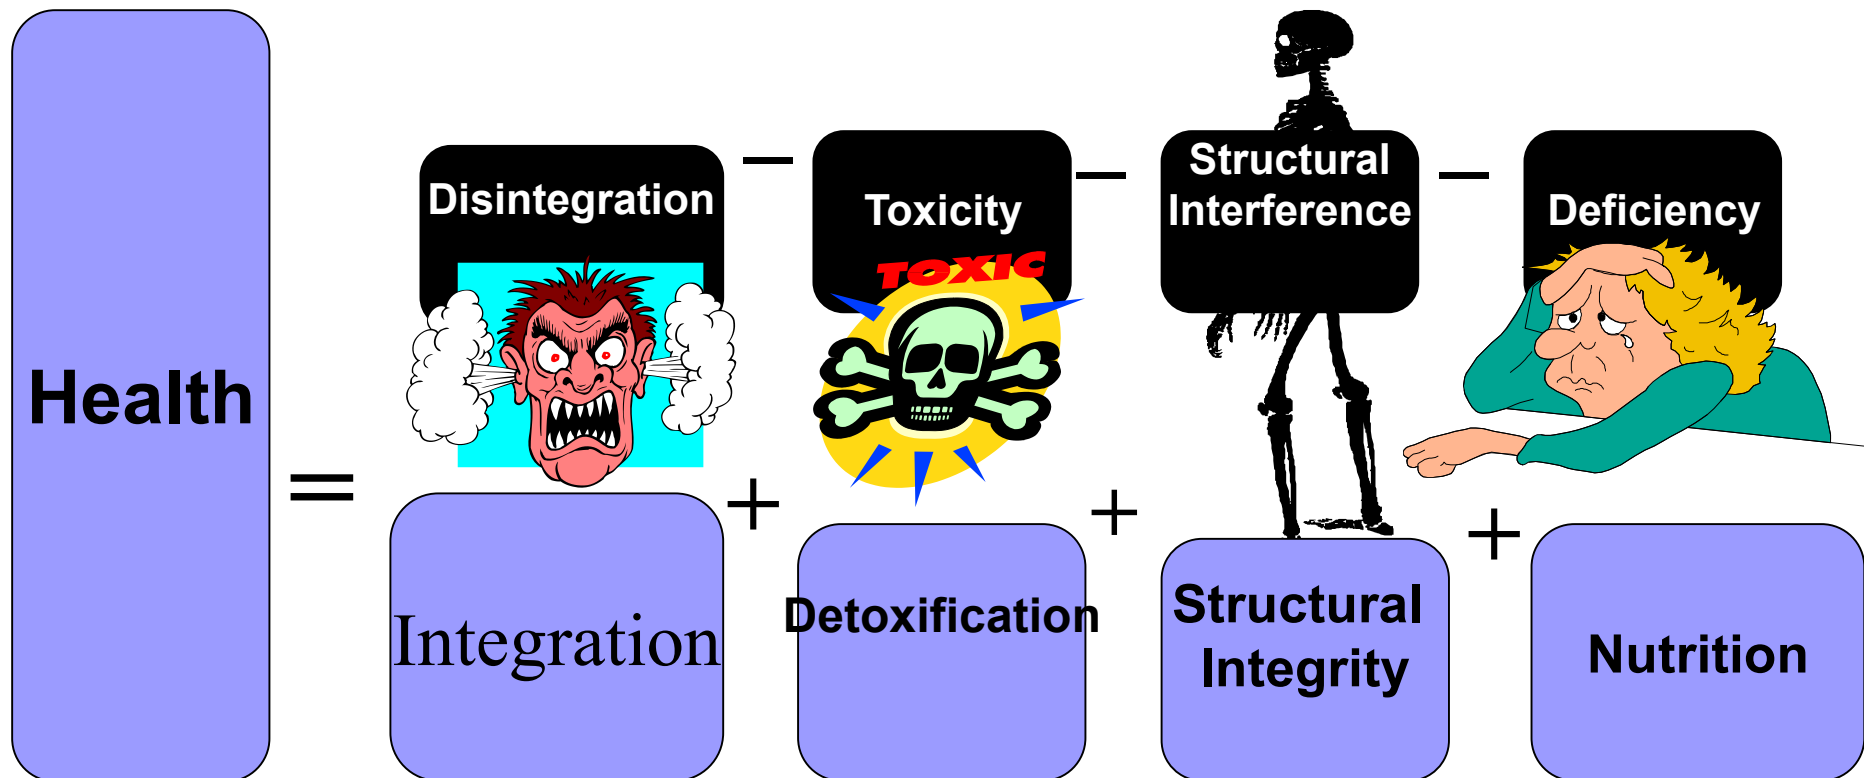 Health
=
Disintegration
–
Toxicity
–
Structural
Interference
–
Deficiency
TOXIC
Integration
+
Detoxification
+
Structural
Integrity
+
Nutrition